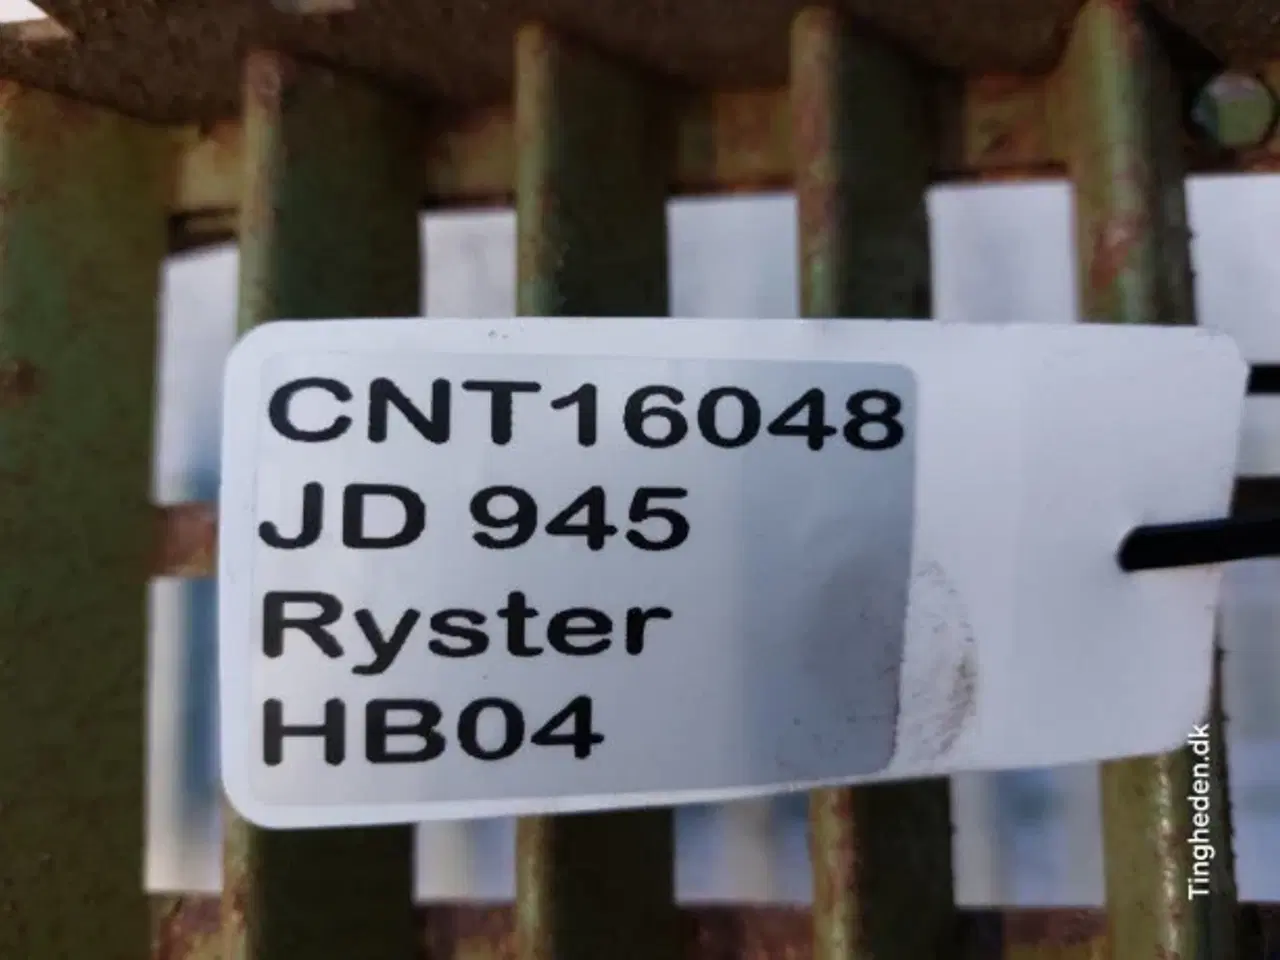 CNT16048
JD 945
Ryster
HB04
Tingheden.dk